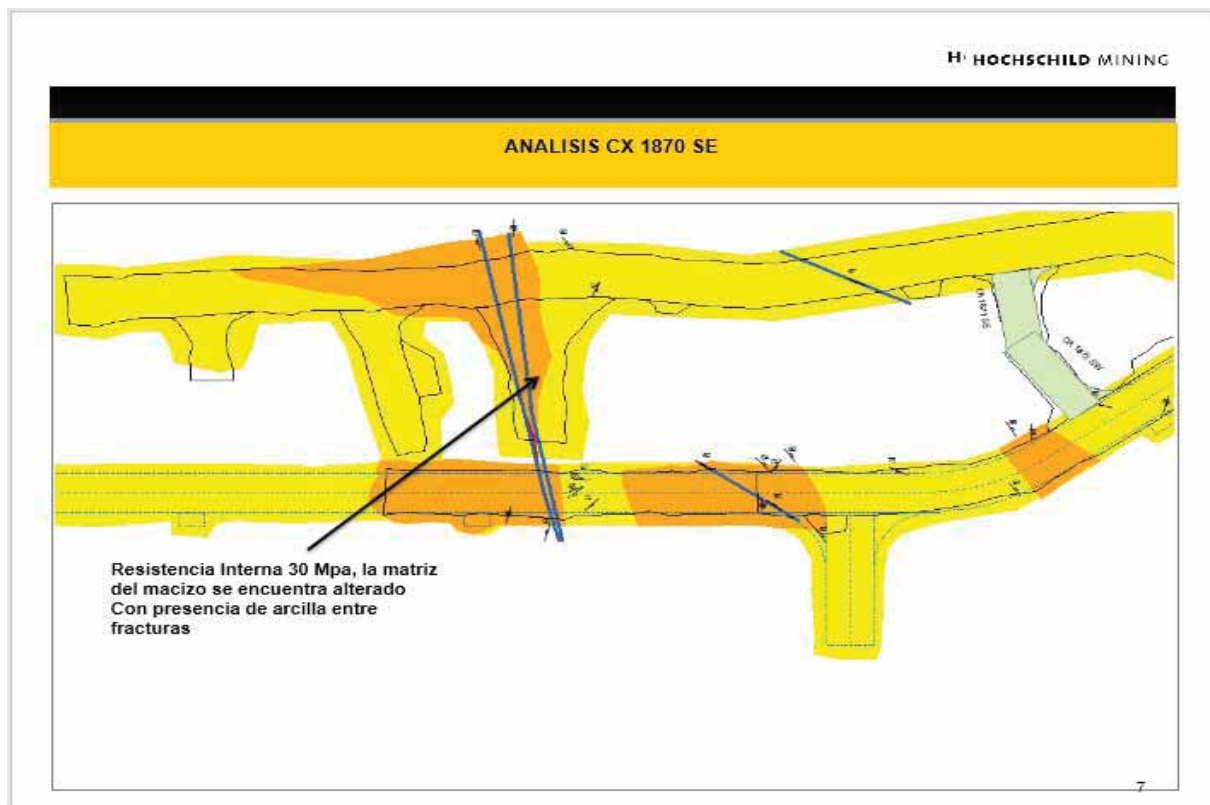 H HOCHSCHILD MINING
ANALISIS CX 1870 SE
Resistencia Interna 30 Mpa, la matriz
del macizo se encuentra alterado
Con presencia de arcilla entre
fracturas
7